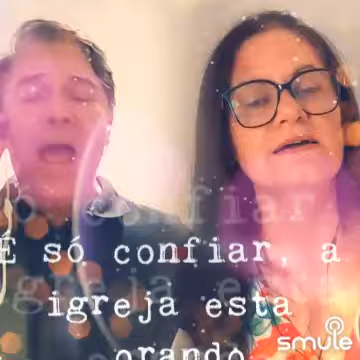 É só confiar, a
igreja esta
orando
smule